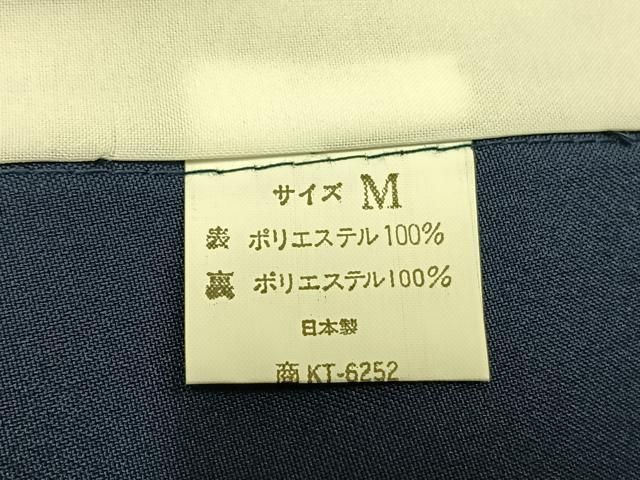 サイズ M
表 ポリエステル100%
裏 ポリエステル100%
日本製
商 KT-6252